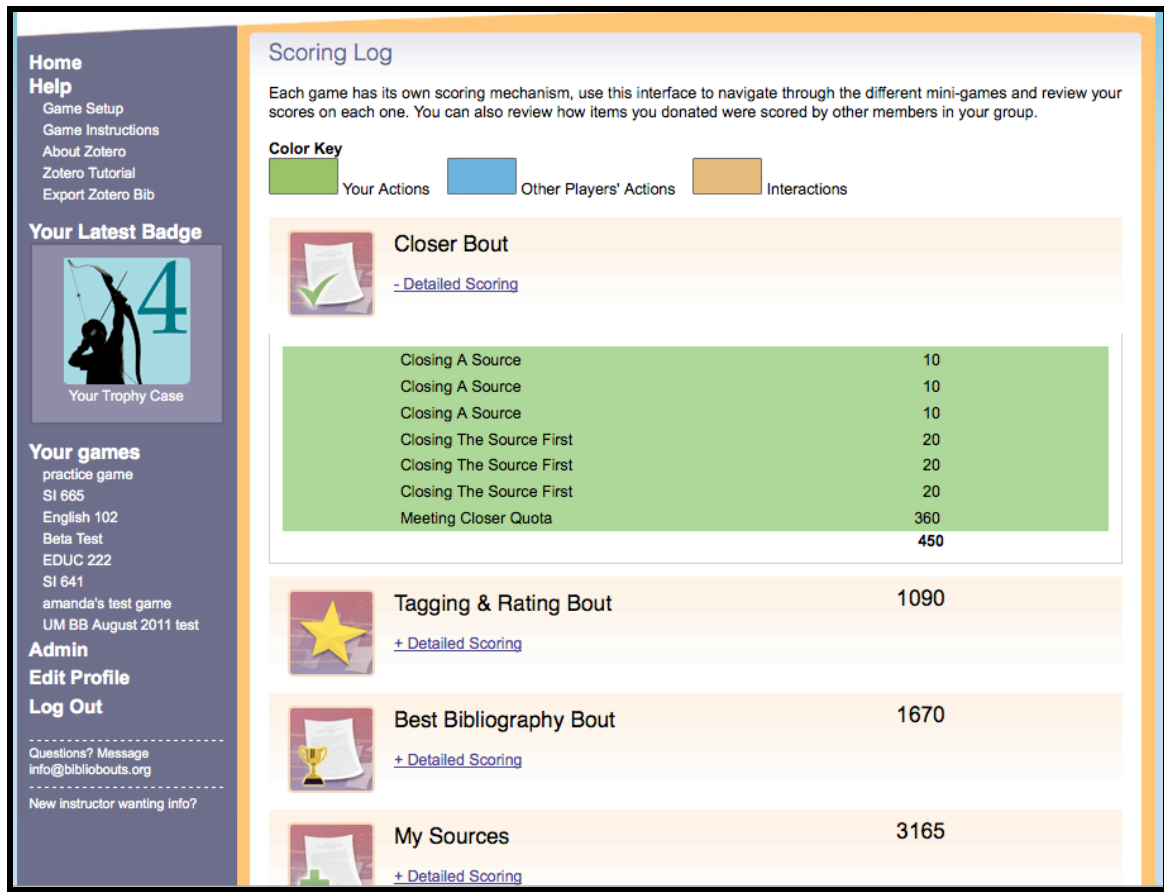 Home
Help
Game Setup
Game Instructions
About Zotero
Zotero Tutorial
Export Zotero Bib
Your Latest Badge
4
Your Trophy Case
Your games
practice game
SI 665
English 102
Beta Test
EDUC 222
SI 641
amanda's test game
UM BB August 2011 test
Admin
Edit Profile
Log Out
Questions? Message
info@bibliobouts.org
New instructor wanting info?
Scoring Log
Each game has its own scoring mechanism, use this interface to navigate through the different mini-games and review your
scores on each one. You can also review how items you donated were scored by other members in your group.
Color Key
Your Actions Other Players' Actions Interactions
Closer Bout
- Detailed Scoring
Closing A Source 10
Closing A Source 10
Closing A Source 10
Closing The Source First 20
Closing The Source First 20
Closing The Source First 20
Meeting Closer Quota 360
450
Tagging & Rating Bout 1090
+ Detailed Scoring
Best Bibliography Bout 1670
+ Detailed Scoring
My Sources 3165
+ Detailed Scoring